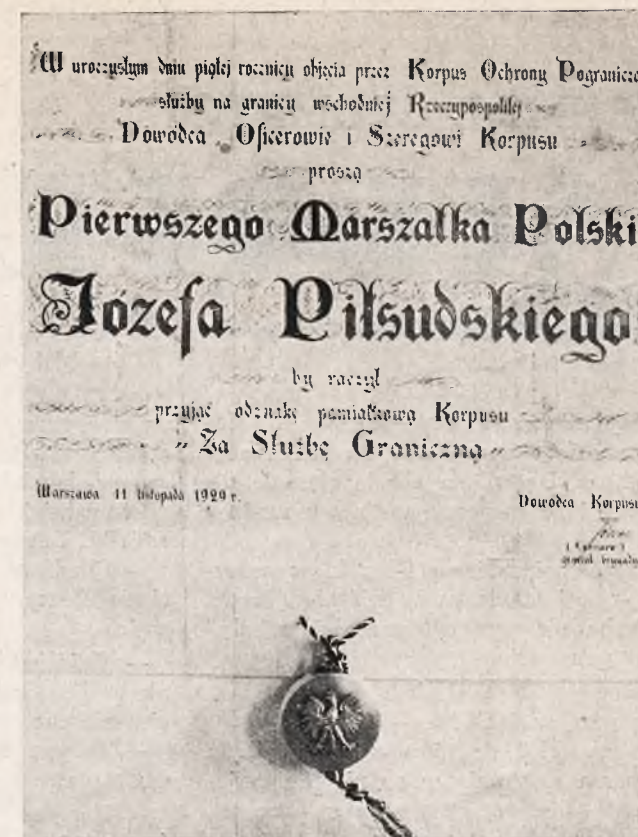 W uroczystym dniu piątej rocznicy objęcia przez Korpus Ochrony Pogranicza
służby na granicy wschodniej Rzeczypospolitej
Dowódca, Oficerowie i Szeregowi Korpusu
proszą
Pierwszego Marszałka Polski
Józefa Piłsudskiego
by raczył
przyjąć odznakę pamiątkową Korpusu
"Za Służbę Graniczną"
Warszawa 11 listopada 1929 r.
Dowódca Korpusu
generał brygady